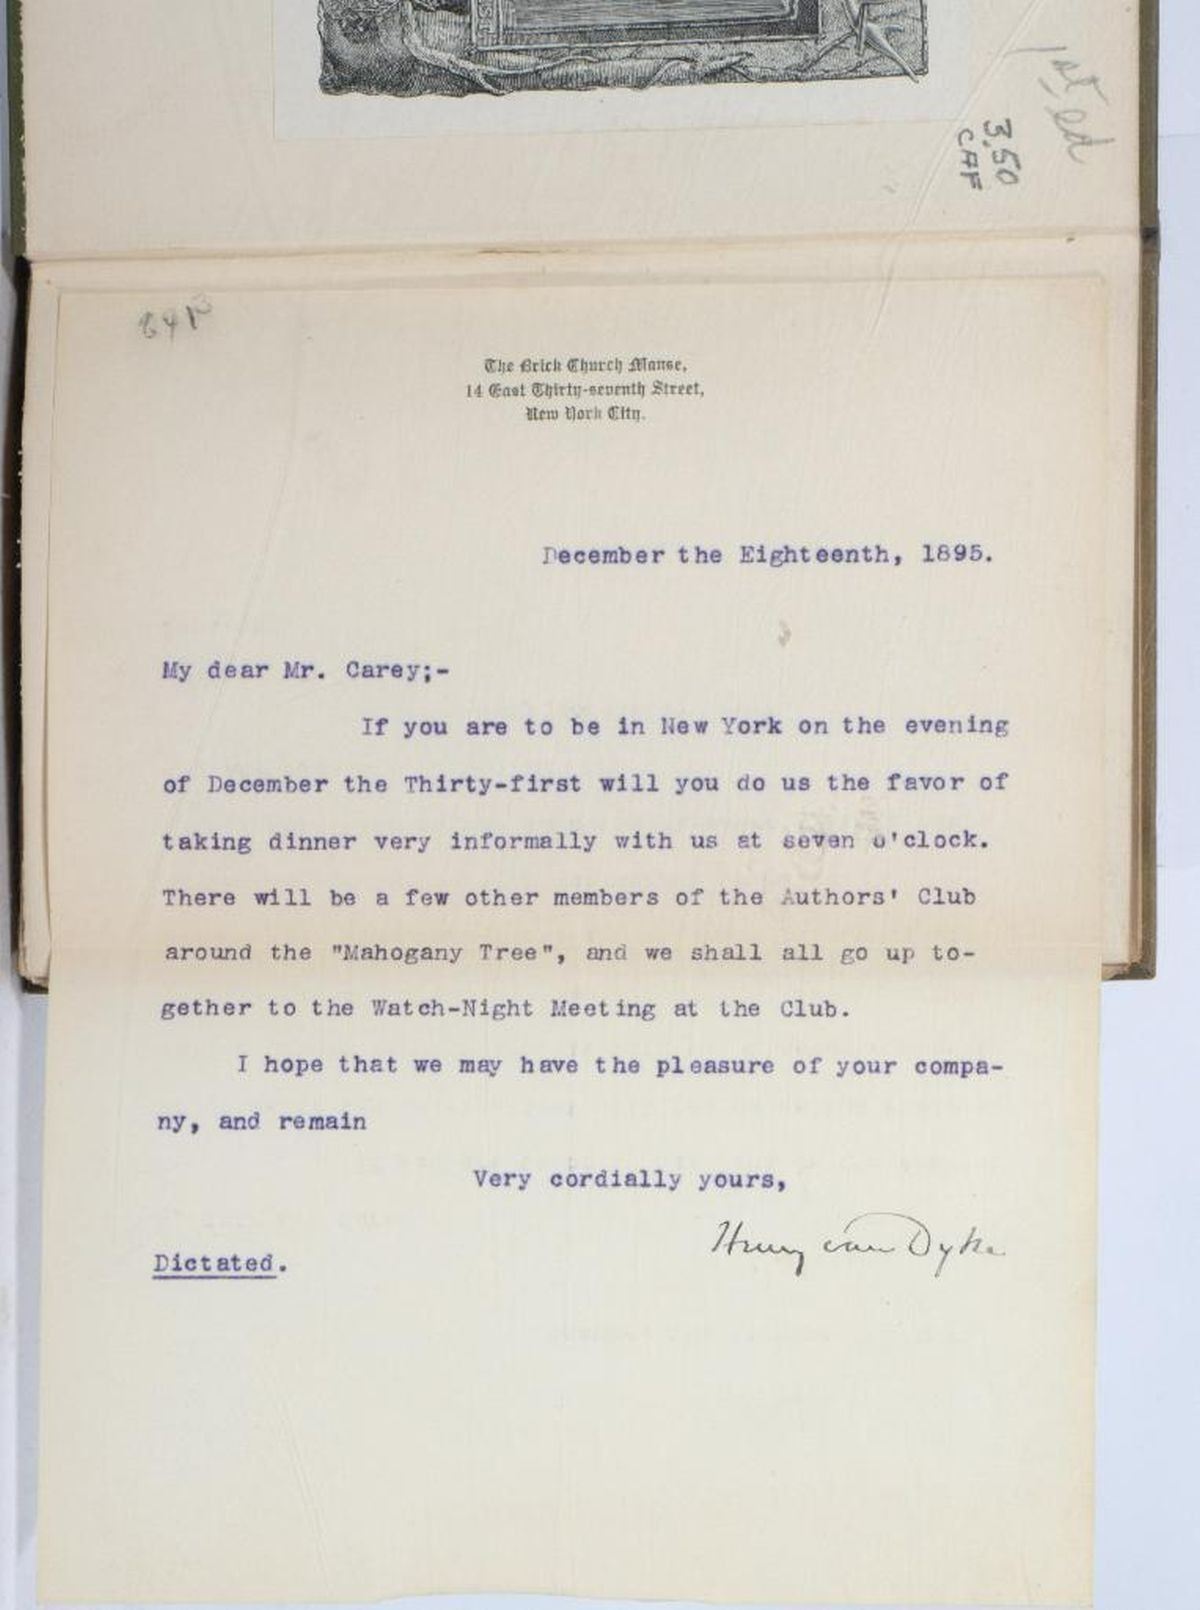 1st ed
3.50
CAF
The Brick Church Manse,
14 East Thirty-seventh Street,
New York City.
December the Eighteenth, 1895.
My dear Mr. Carey;-
If you are to be in New York on the evening
of December the Thirty-first will you do us the favor of
taking dinner very informally with us at seven o'clock.
There will be a few other members of the Authors' Club
around the "Mahogany Tree", and we shall all go up to-
gether to the Watch-Night Meeting at the Club.
I hope that we may have the pleasure of your compa-
ny, and remain
Very cordially yours,
Henry van Dyke
Dictated.